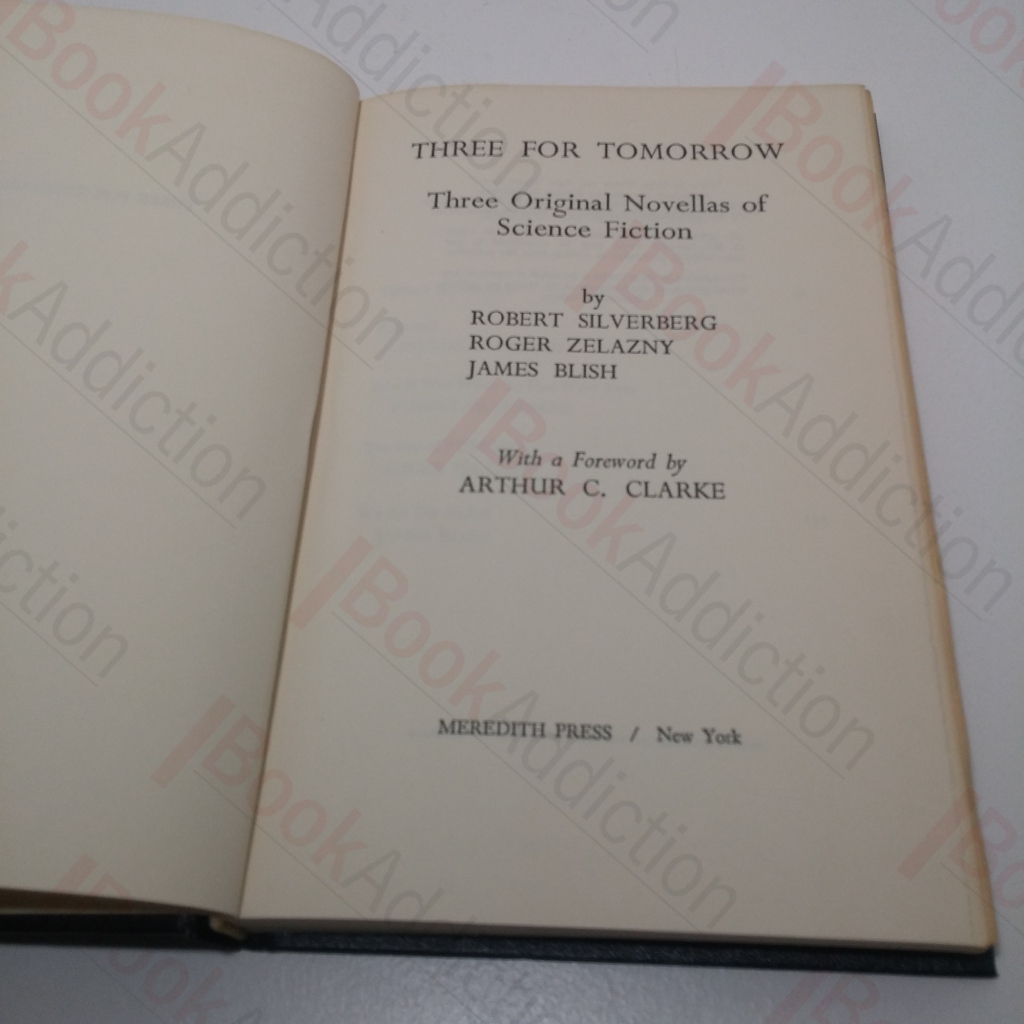 THREE FOR TOMORROW
Three Original Novellas of
Science Fiction
by
ROBERT SILVERBERG
ROGER ZELAZNY
JAMES BLISH
With a Foreword by
ARTHUR C. CLARKE
MEREDITH PRESS / New York
BookAddiction